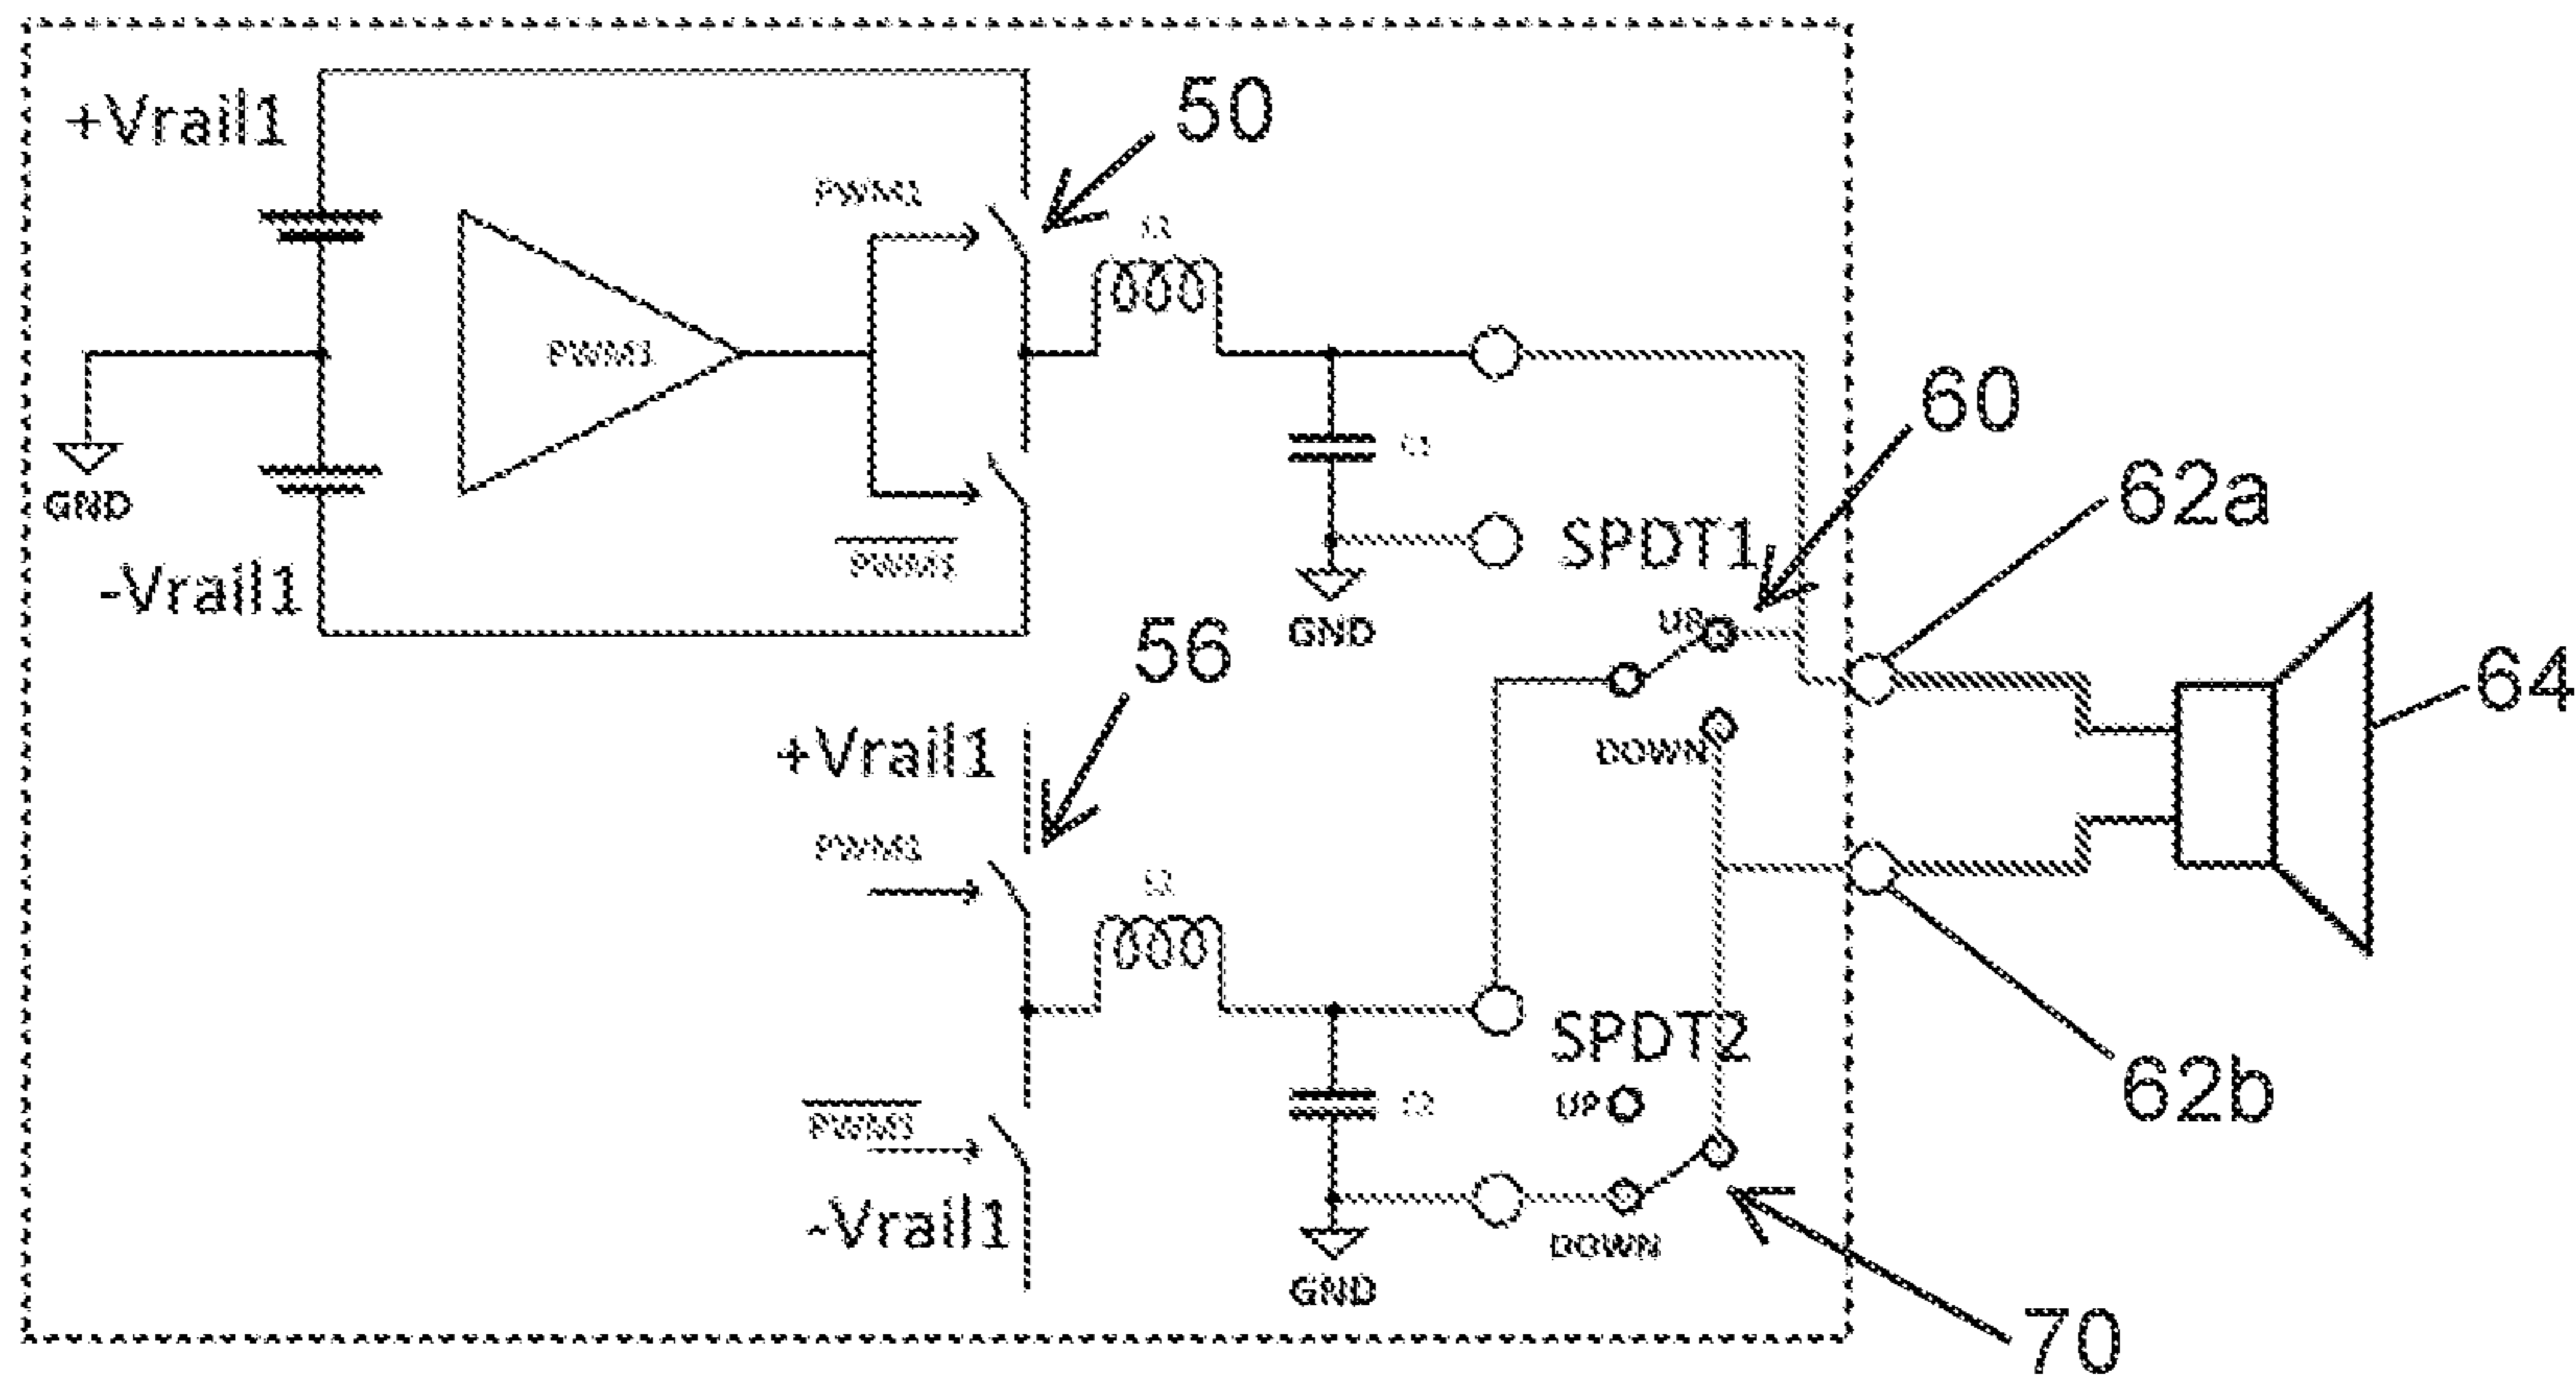 +Vrail1
50
PWM1
PWM1
GND
-Vrail1
PWM1
GND
SPDT1
60
UP
DOWN
62a
64
56
+Vrail1
PWM1
SPDT2
UP
DOWN
62b
PWM1
-Vrail1
GND
70